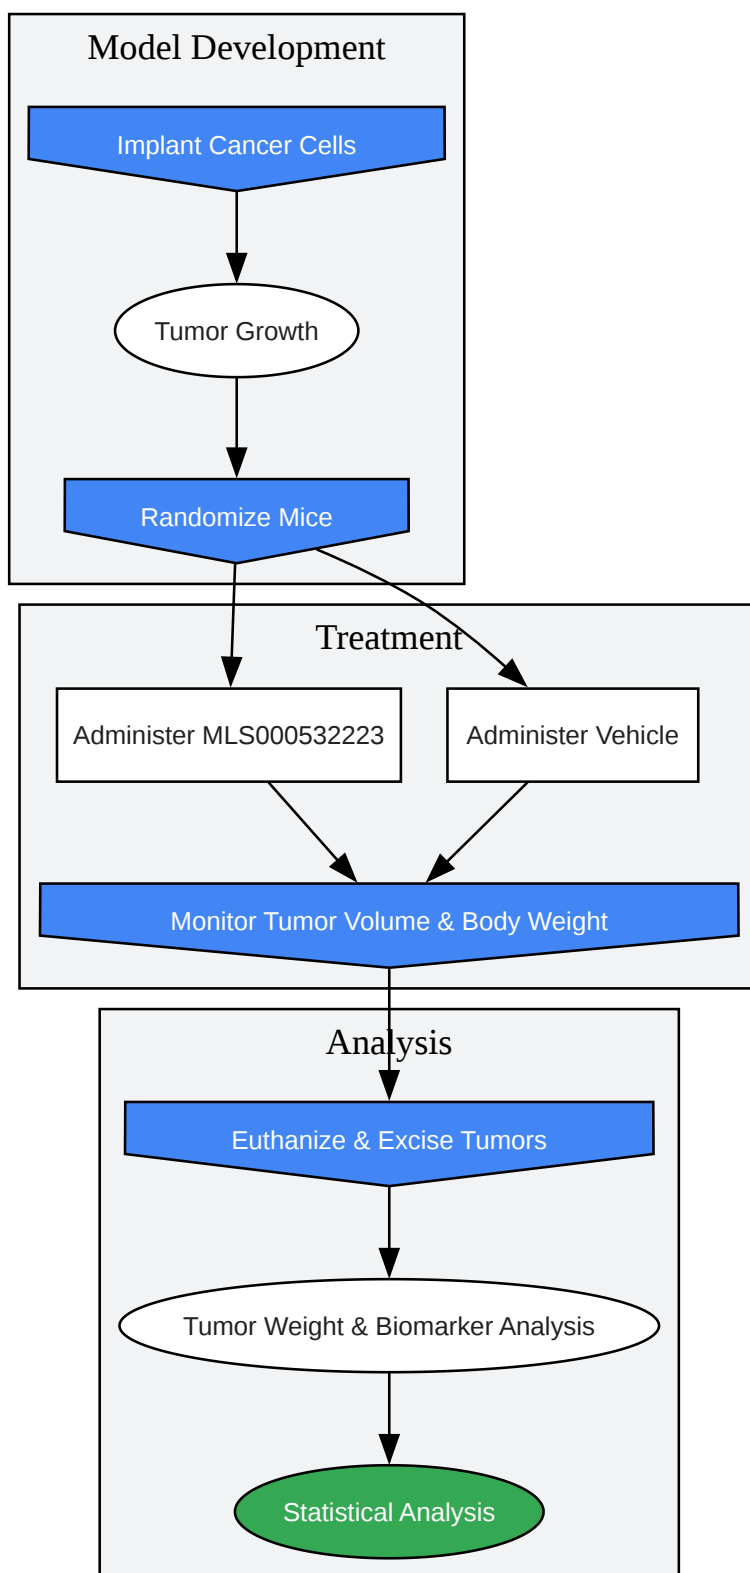 Model Development
Implant Cancer Cells
Tumor Growth
Randomize Mice
Treatment
Administer MLS000532223
Administer Vehicle
Monitor Tumor Volume & Body Weight
Analysis
Euthanize & Excise Tumors
Tumor Weight & Biomarker Analysis
Statistical Analysis